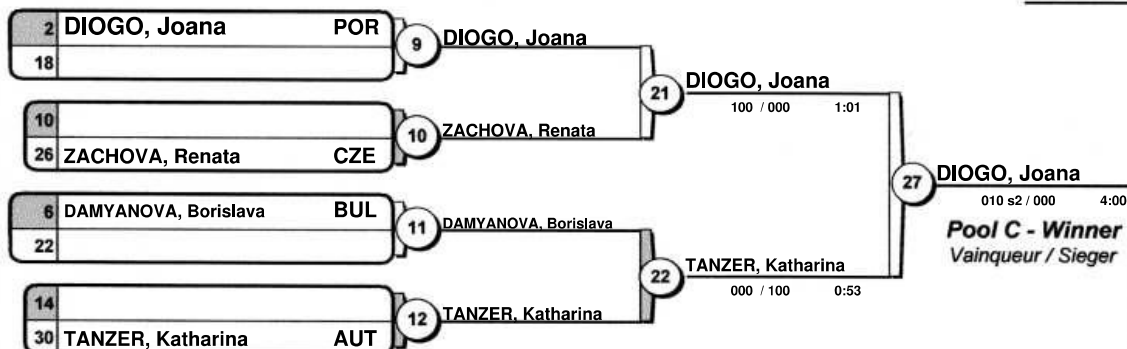 2 DIOGO, Joana POR
18
9 DIOGO, Joana
10
26 ZACHOVA, Renata CZE
10 ZACHOVA, Renata
21 DIOGO, Joana
100 / 000 1:01
6 DAMYANOVA, Borislava BUL
22
11 DAMYANOVA, Borislava
14
30 TANZER, Katharina AUT
12 TANZER, Katharina
22 TANZER, Katharina
000 / 100 0:53
27 DIOGO, Joana
010 s2 / 000 4:00
Pool C - Winner
Vainqueur / Sieger